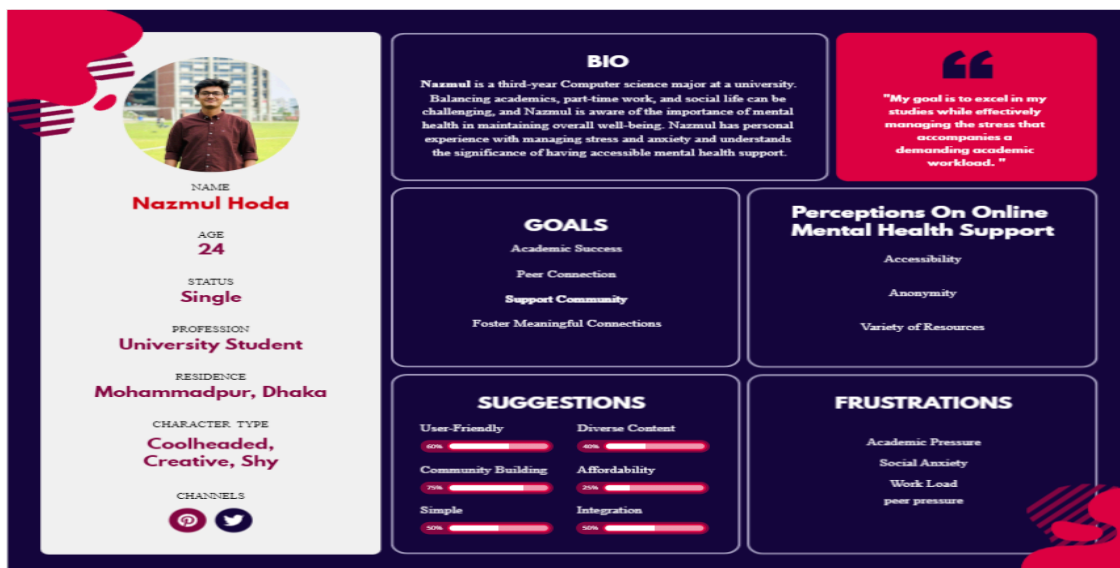 NAME
Nazmul Hoda
AGE
24
STATUS
Single
PROFESSION
University Student
RESIDENCE
Mohammadpur, Dhaka
CHARACTER TYPE
Coolheaded,
Creative, Shy
CHANNELS
BIO
Nazmul is a third-year Computer science major at a university.
Balancing academics, part-time work, and social life can be
challenging, and Nazmul is aware of the importance of mental
health in maintaining overall well-being. Nazmul has personal
experience with managing stress and anxiety and understands
the significance of having accessible mental health support.
"My goal is to excel in my
studies while effectively
managing the stress that
accompanies a
demanding academic
workload. "
GOALS
Academic Success
Peer Connection
Support Community
Foster Meaningful Connections
Perceptions On Online
Mental Health Support
Accessibility
Anonymity
Variety of Resources
SUGGESTIONS
User-Friendly
60%
Diverse Content
40%
Community Building
75%
Affordability
25%
Simple
50%
Integration
50%
FRUSTRATIONS
Academic Pressure
Social Anxiety
Work Load
peer pressure